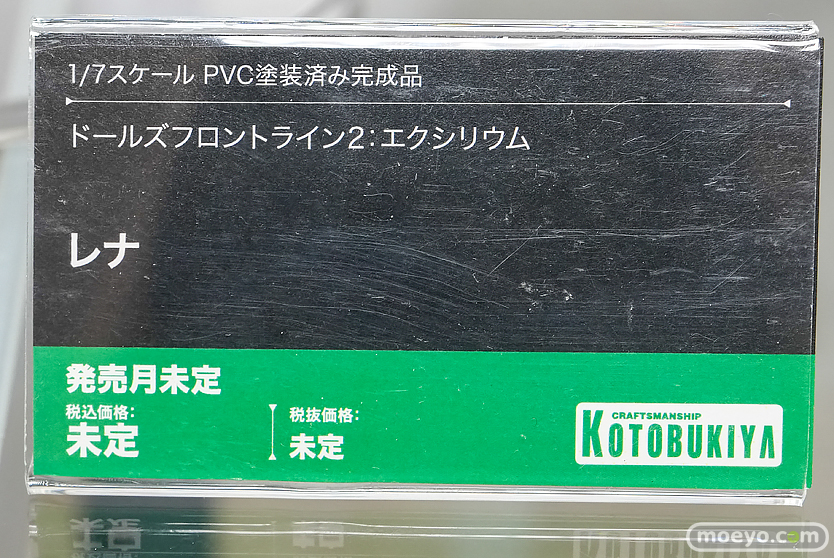 1/7スケール PVC塗装済み完成品
ドールズフロントライン2:エクシリウム
レナ
発売月未定
税込価格:
未定
税抜価格:
未定
CRAFTSMANSHIP
KOTOBUKIYA
moeyo.com